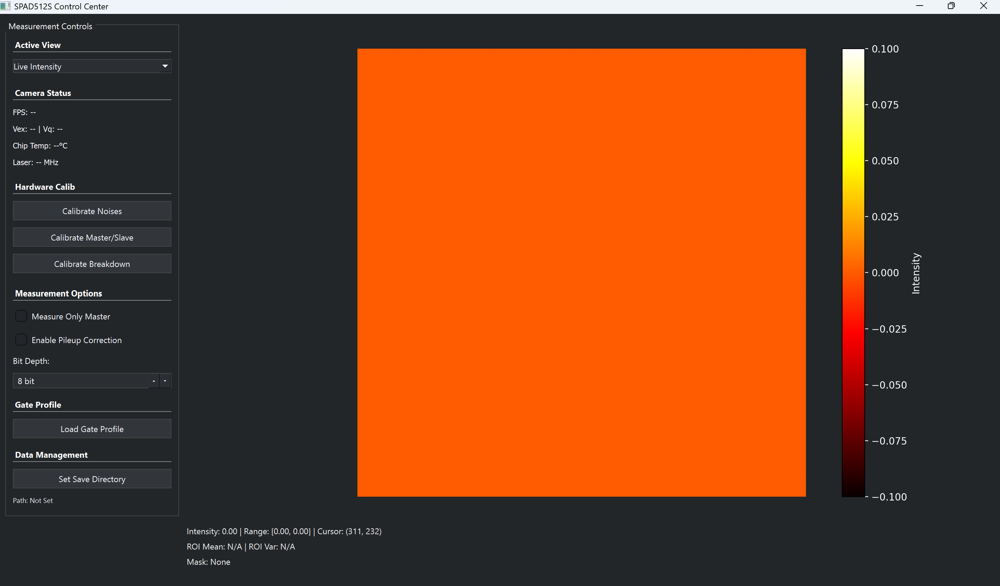 SPAD512S Control Center
Measurement Controls
Active View
Live Intensity
Camera Status
FPS: --
Vex: -- | Vq: --
Chip Temp: --°C
Laser: -- MHz
Hardware Calib
Calibrate Noises
Calibrate Master/Slave
Calibrate Breakdown
Measurement Options
Measure Only Master
Enable Pileup Correction
Bit Depth:
8 bit
Gate Profile
Load Gate Profile
Data Management
Set Save Directory
Path: Not Set
0.100
0.075
0.050
0.025
0.000
−0.025
−0.050
−0.075
−0.100
Intensity
Intensity: 0.00 | Range: [0.00, 0.00] | Cursor: (311, 232)
ROI Mean: N/A | ROI Var: N/A
Mask: None